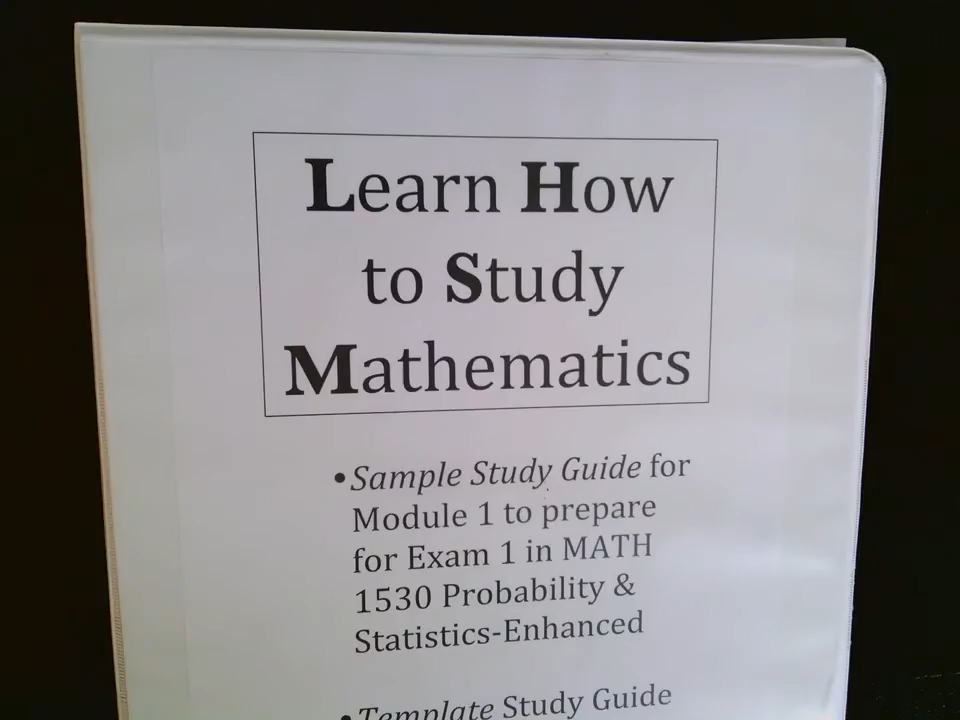 Learn How
to Study
Mathematics
•Sample Study Guide for
Module 1 to prepare
for Exam 1 in MATH
1530 Probability &
Statistics-Enhanced
•Template Study Guide